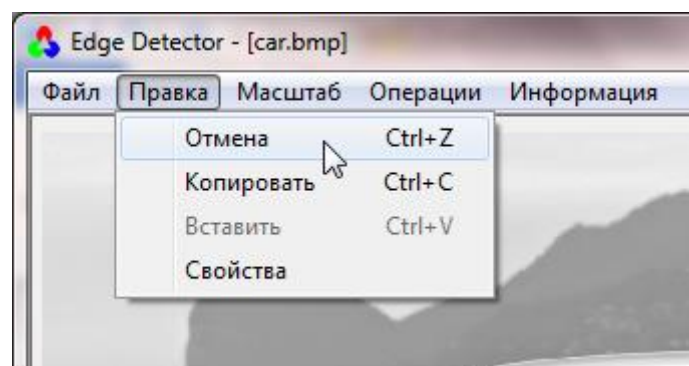 Edge Detector - [car.bmp]
Файл Правка Масштаб Операции Информация
Отмена Ctrl+Z
Копировать Ctrl+C
Вставить Ctrl+V
Свойства